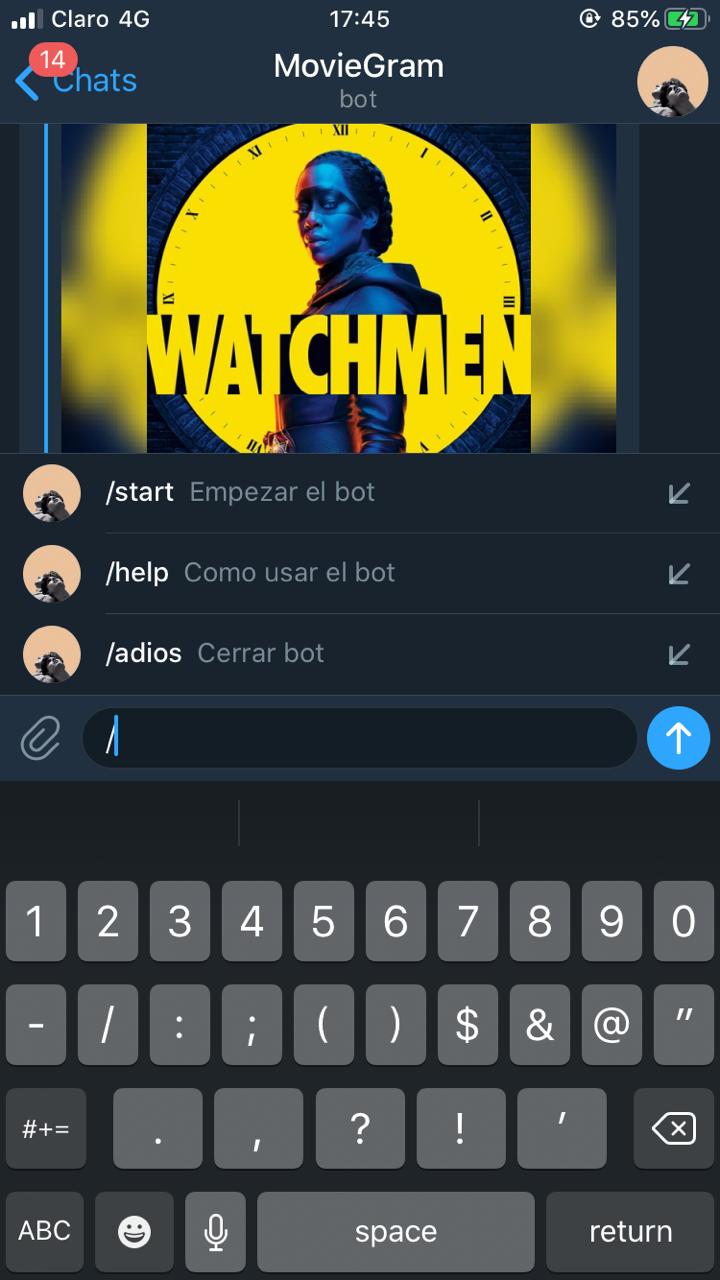 Claro 4G 17:45 85%
14
Chats
MovieGram
bot
XII
XI I
X II
IX III
WATCHMEN
VII V
/start Empezar el bot
/help Como usar el bot
/adios Cerrar bot
/
1 2 3 4 5 6 7 8 9 0
- / : ; ( ) $ & @ "
#+= . , ? ! '
ABC space return